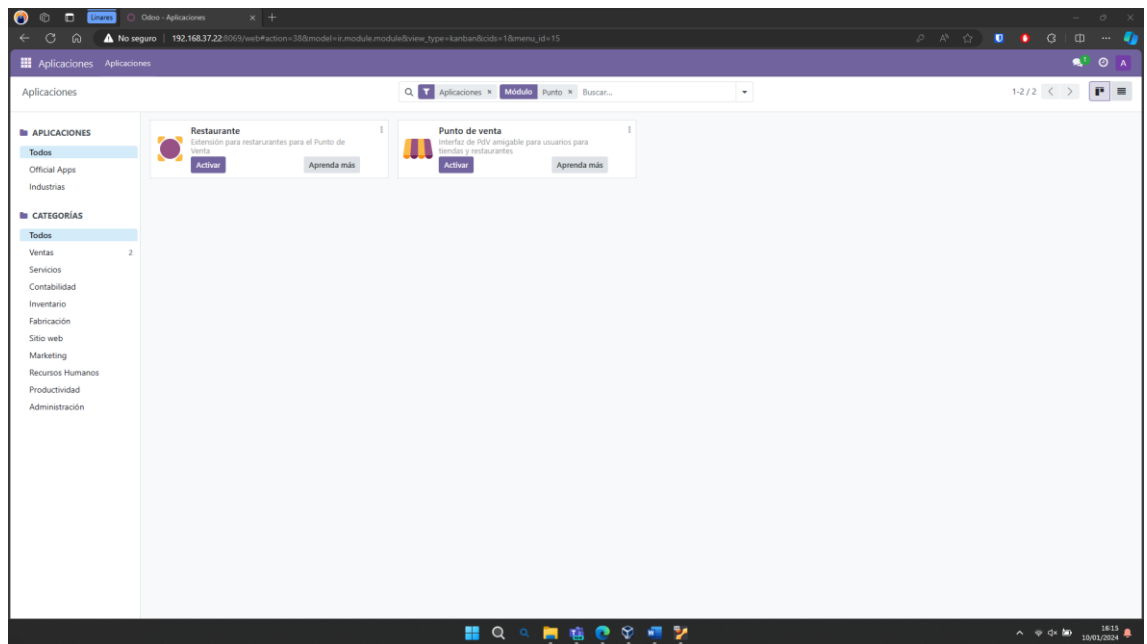 Linares Odoo - Aplicaciones
No seguro 192.168.37.22:8069/web#action=38&model=ir.module.module&view_type=kanban&cids=1&menu_id=15
Aplicaciones Aplicaciones 1 A
Aplicaciones Aplicaciones Módulo Punto Buscar... 1-2 / 2
APLICACIONES
Todos
Official Apps
Industrias
CATEGORÍAS
Todos
Ventas 2
Servicios
Contabilidad
Inventario
Fabricación
Sitio web
Marketing
Recursos Humanos
Productividad
Administración
Restaurante
Extensión para restarurantes para el Punto de
Venta
Activar Aprenda más
Punto de venta
Interfaz de PdV amigable para usuarios para
tiendas y restaurantes
Activar Aprenda más
16:15
10/01/2024